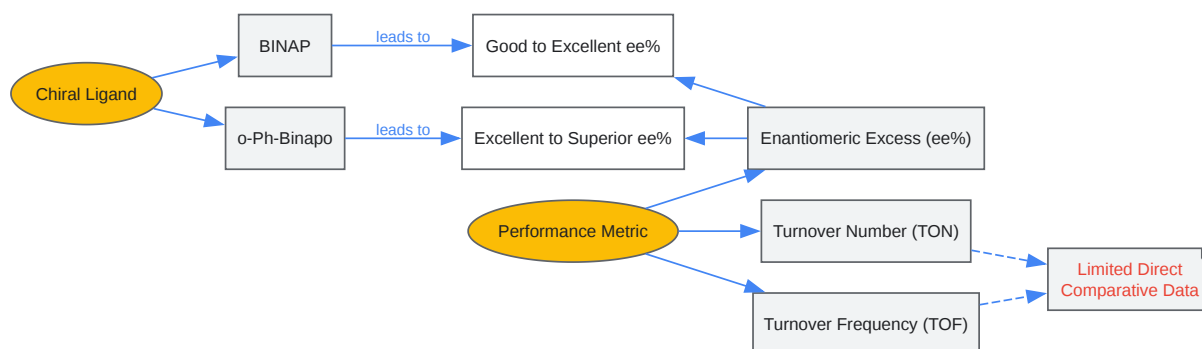 BINAP
leads to
Good to Excellent ee%
Chiral Ligand
o-Ph-Binapo
leads to
Excellent to Superior ee%
Enantiomeric Excess (ee%)
Performance Metric
Turnover Number (TON)
Limited Direct
Comparative Data
Turnover Frequency (TOF)